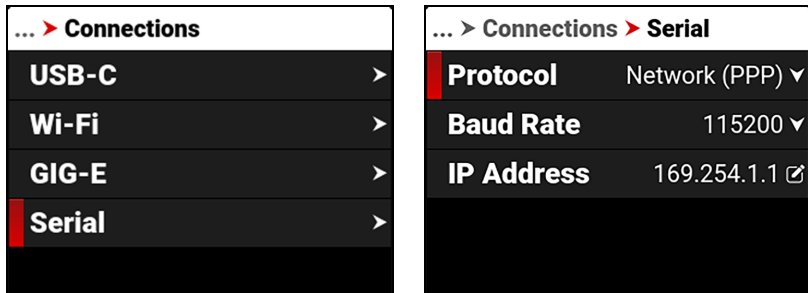 ... > Connections
USB-C
Wi-Fi
GIG-E
Serial
... > Connections > Serial
Protocol Network (PPP)
Baud Rate 115200
IP Address 169.254.1.1